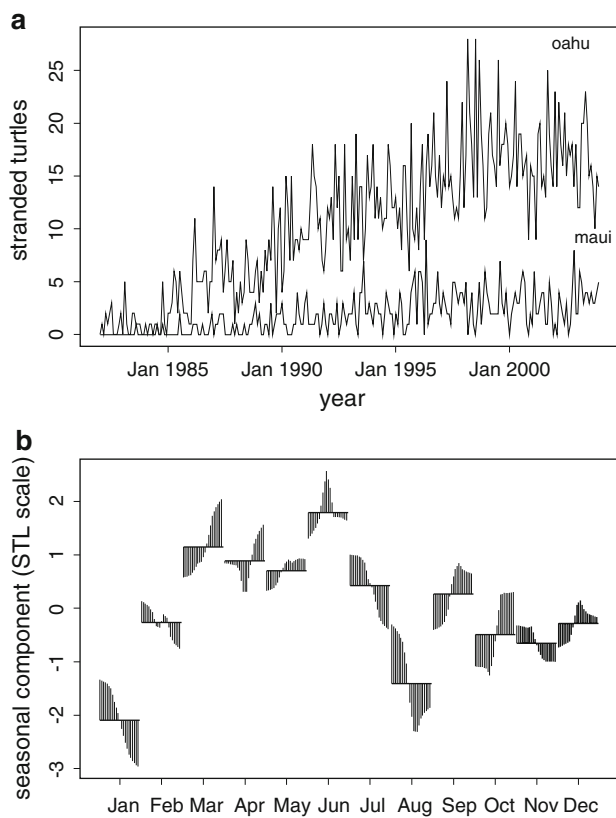 a
oahu
maui
stranded turtles
0 5 10 15 20 25
Jan 1985 Jan 1990 Jan 1995 Jan 2000
year
b
seasonal component (STL scale)
-3 -2 -1 0 1 2
Jan Feb Mar Apr May Jun Jul Aug Sep Oct Nov Dec